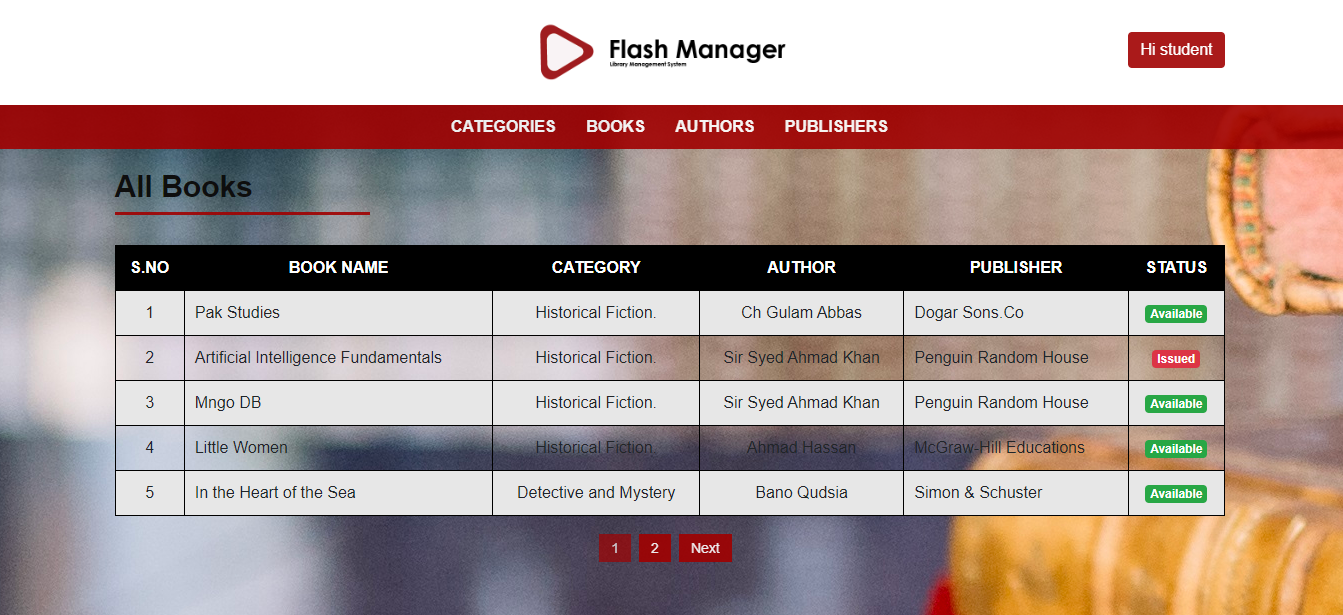 Flash Manager
Library Management System
Hi student
CATEGORIES BOOKS AUTHORS PUBLISHERS
All Books
S.NO BOOK NAME CATEGORY AUTHOR PUBLISHER STATUS
1 Pak Studies Historical Fiction. Ch Gulam Abbas Dogar Sons.Co Available
2 Artificial Intelligence Fundamentals Historical Fiction. Sir Syed Ahmad Khan Penguin Random House Issued
3 Mngo DB Historical Fiction. Sir Syed Ahmad Khan Penguin Random House Available
4 Little Women Historical Fiction. Ahmad Hassan McGraw-Hill Educations Available
5 In the Heart of the Sea Detective and Mystery Bano Qudsia Simon & Schuster Available
1 2 Next